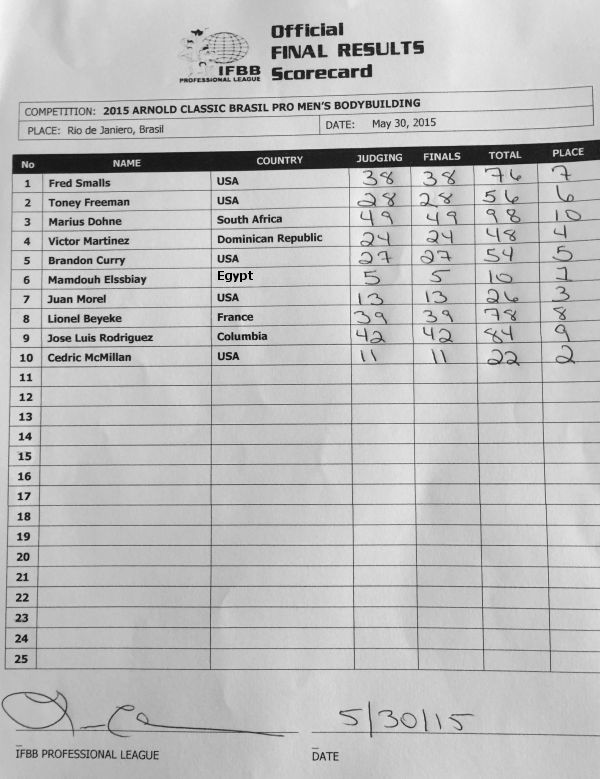 Official
FINAL RESULTS
Scorecard
IFBB
PROFESSIONAL LEAGUE
COMPETITION: 2015 ARNOLD CLASSIC BRASIL PRO MEN'S BODYBUILDING
PLACE: Rio de Janiero, Brasil DATE: May 30, 2015
No NAME COUNTRY JUDGING FINALS TOTAL PLACE
1 Fred Smalls USA 38 38 76 7
2 Toney Freeman USA 28 28 56 6
3 Marius Dohne South Africa 49 49 98 10
4 Victor Martinez Dominican Republic 24 24 48 4
5 Brandon Curry USA 27 27 54 5
6 Mamdouh Elssbiay Egypt 5 5 10 1
7 Juan Morel USA 13 13 26 3
8 Lionel Beyeke France 39 39 78 8
9 Jose Luis Rodriguez Columbia 42 42 84 9
10 Cedric McMillan USA 11 11 22 2
11
12
13
14
15
16
17
18
19
20
21
22
23
24
25
5/30/15
IFBB PROFESSIONAL LEAGUE DATE